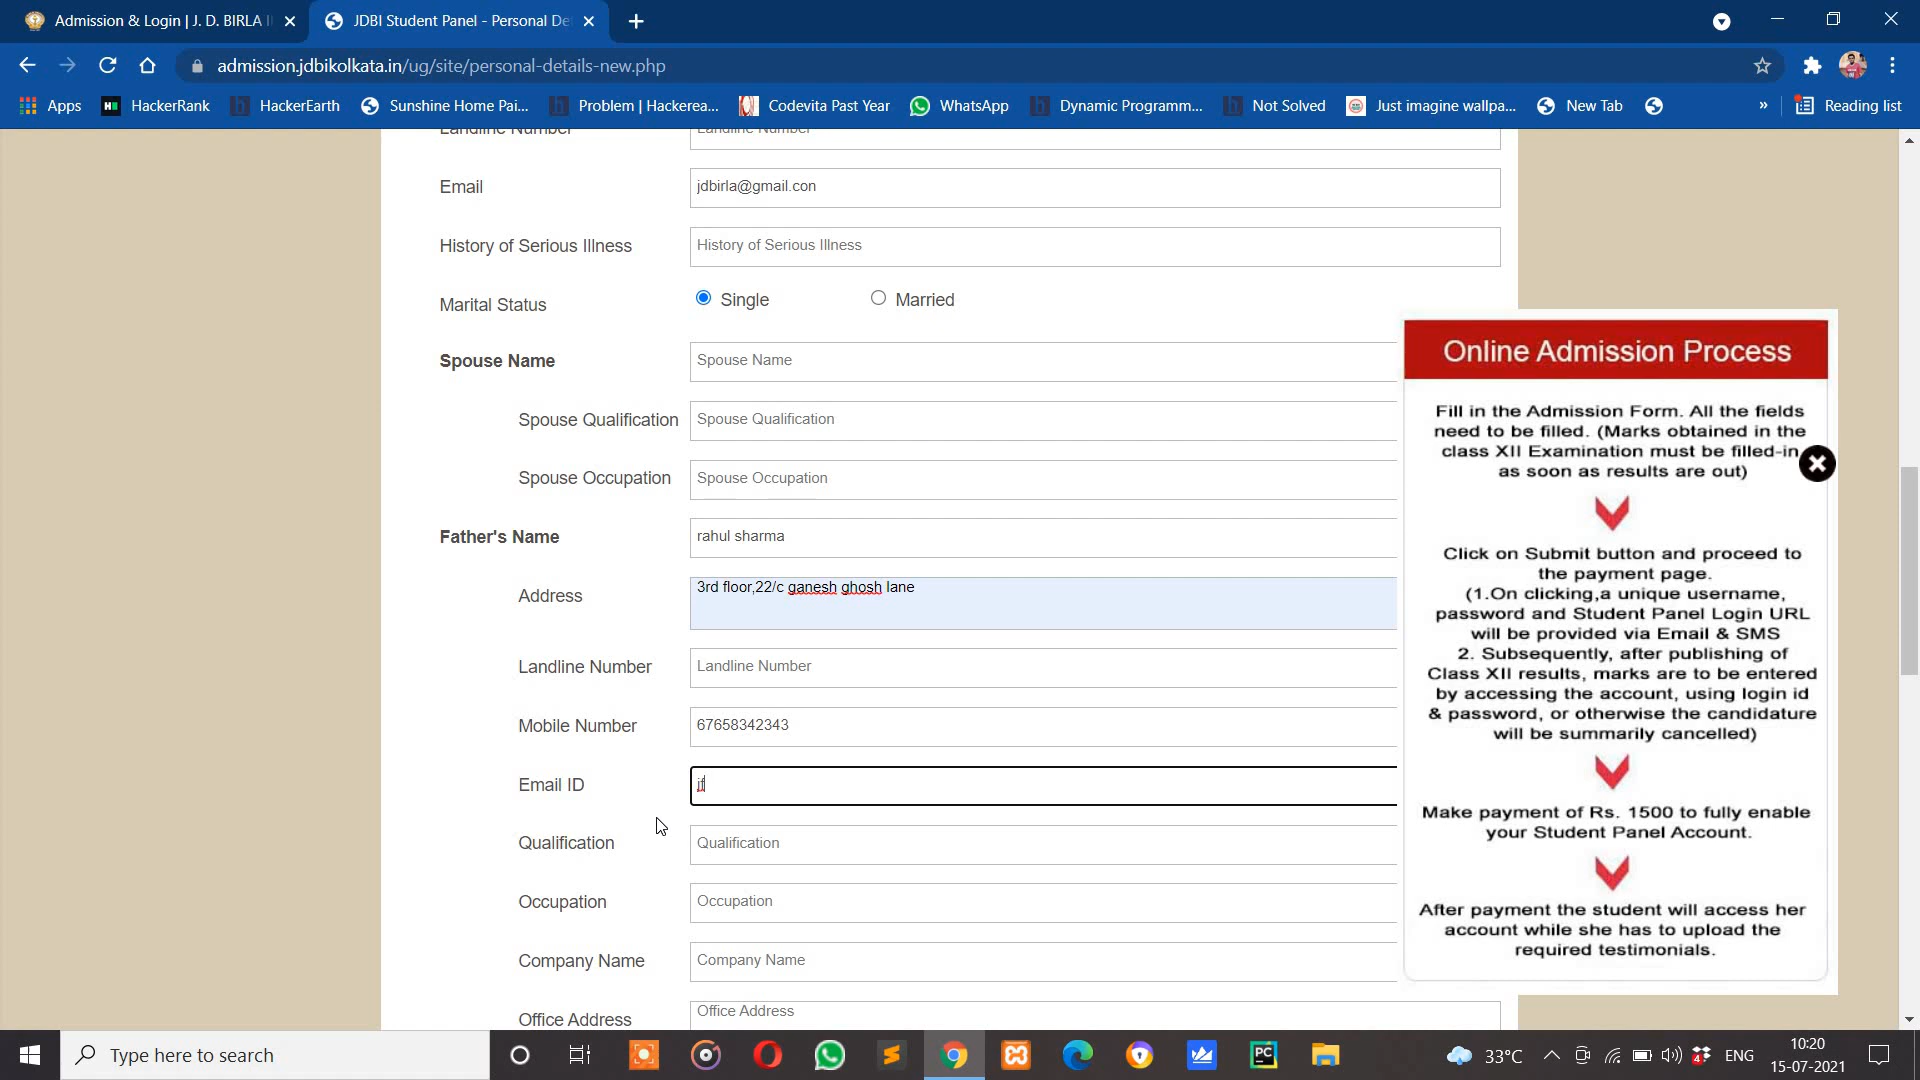 Admission & Login | J. D. BIRLA I
JDBI Student Panel - Personal De
admission.jdbikolkata.in/ug/site/personal-details-new.php
Apps
HackerRank
HackerEarth
Sunshine Home Pai...
Problem | Hackerea...
Codevita Past Year
WhatsApp
Dynamic Programm...
Not Solved
Just imagine wallpa...
New Tab
»
Reading list
Landline Number
Landline Number
Email
jdbirla@gmail.con
History of Serious Illness
History of Serious Illness
Marital Status
Single
Married
Spouse Name
Spouse Name
Spouse Qualification
Spouse Qualification
Spouse Occupation
Spouse Occupation
Father's Name
rahul sharma
Address
3rd floor,22/c ganesh ghosh lane
Landline Number
Landline Number
Mobile Number
67658342343
Email ID
Qualification
Qualification
Occupation
Occupation
Company Name
Company Name
Office Address
Office Address
Online Admission Process
Fill in the Admission Form. All the fields
need to be filled. (Marks obtained in the
class XII Examination must be filled-in
as soon as results are out)
Click on Submit button and proceed to
the payment page.
(1.On clicking,a unique username,
password and Student Panel Login URL
will be provided via Email & SMS
2. Subsequently, after publishing of
Class XII results, marks are to be entered
by accessing the account, using login id
& password, or otherwise the candidature
will be summarily cancelled)
Make payment of Rs. 1500 to fully enable
your Student Panel Account.
After payment the student will access her
account while she has to upload the
required testimonials.
Type here to search
PC
33°C
4
ENG
10:20
15-07-2021